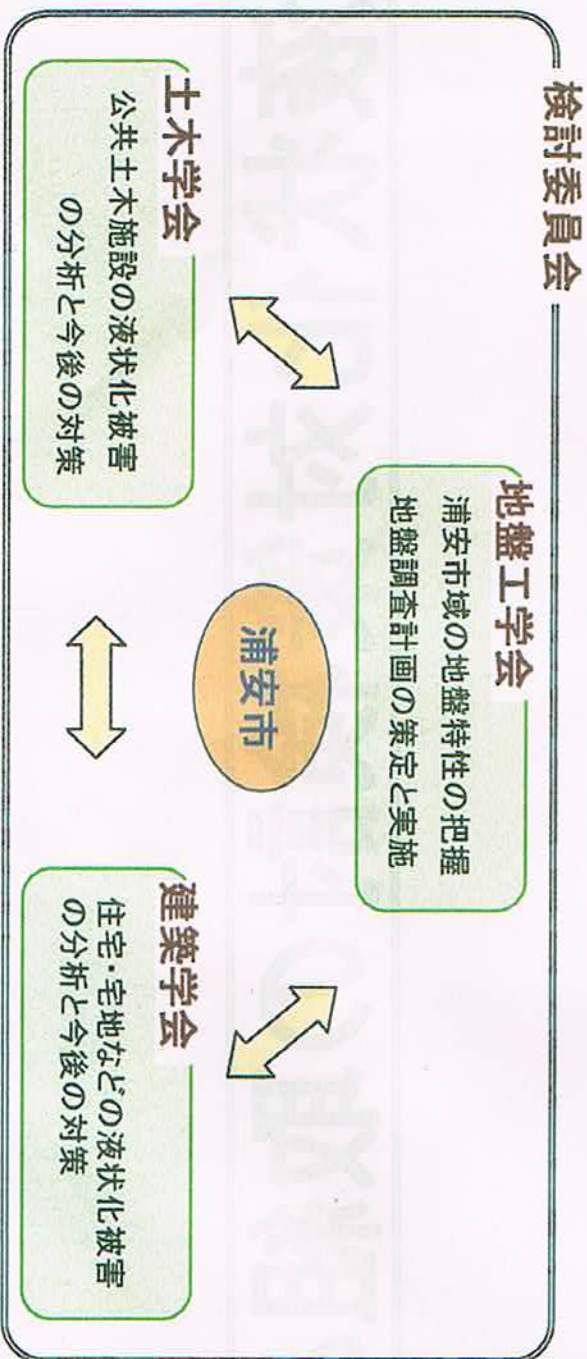 検討委員会
地盤工学会
浦安市域の地盤特性の把握
地盤調査計画の策定と実施
浦安市
土木学会
公共土木施設の液状化被害
の分析と今後の対策
建築学会
住宅・宅地などの液状化被害
の分析と今後の対策